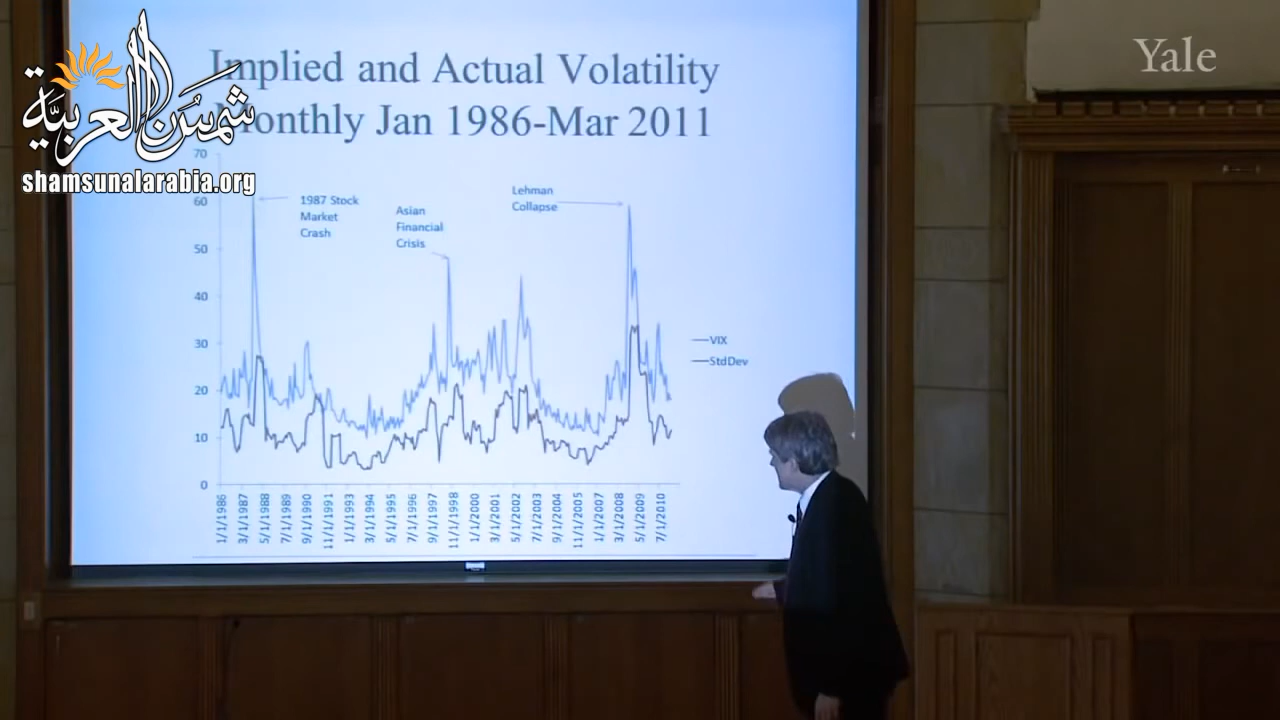 شمسُ العربيَّة
shamsunalarabia.org
Yale
Implied and Actual Volatility
Monthly Jan 1986-Mar 2011
70
60
50
40
30
20
10
0
1987 Stock
Market
Crash
Asian
Financial
Crisis
Lehman
Collapse
VIX
StdDev
1/1/1986
3/1/1987
5/1/1988
7/1/1989
9/1/1990
11/1/1991
1/1/1993
3/1/1994
5/1/1995
7/1/1996
9/1/1997
11/1/1998
1/1/2000
3/1/2001
5/1/2002
7/1/2003
9/1/2004
11/1/2005
1/1/2007
3/1/2008
5/1/2009
7/1/2010